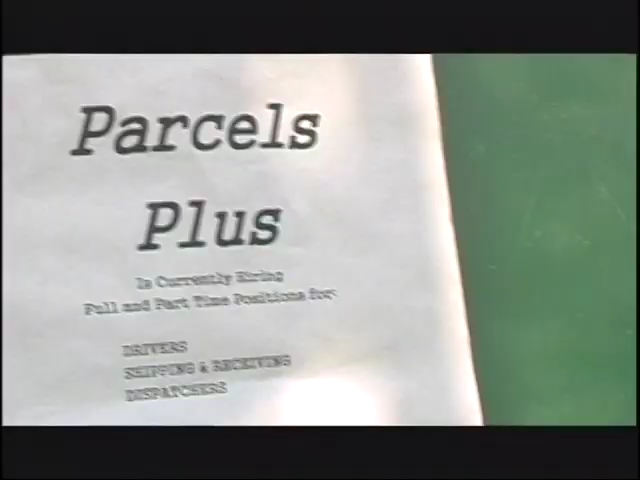 Parcels
Plus
Is Currently Hiring
Full and Part Time Positions for:
DRIVERS
SHIPPING & RECEIVING
DISPATCHERS